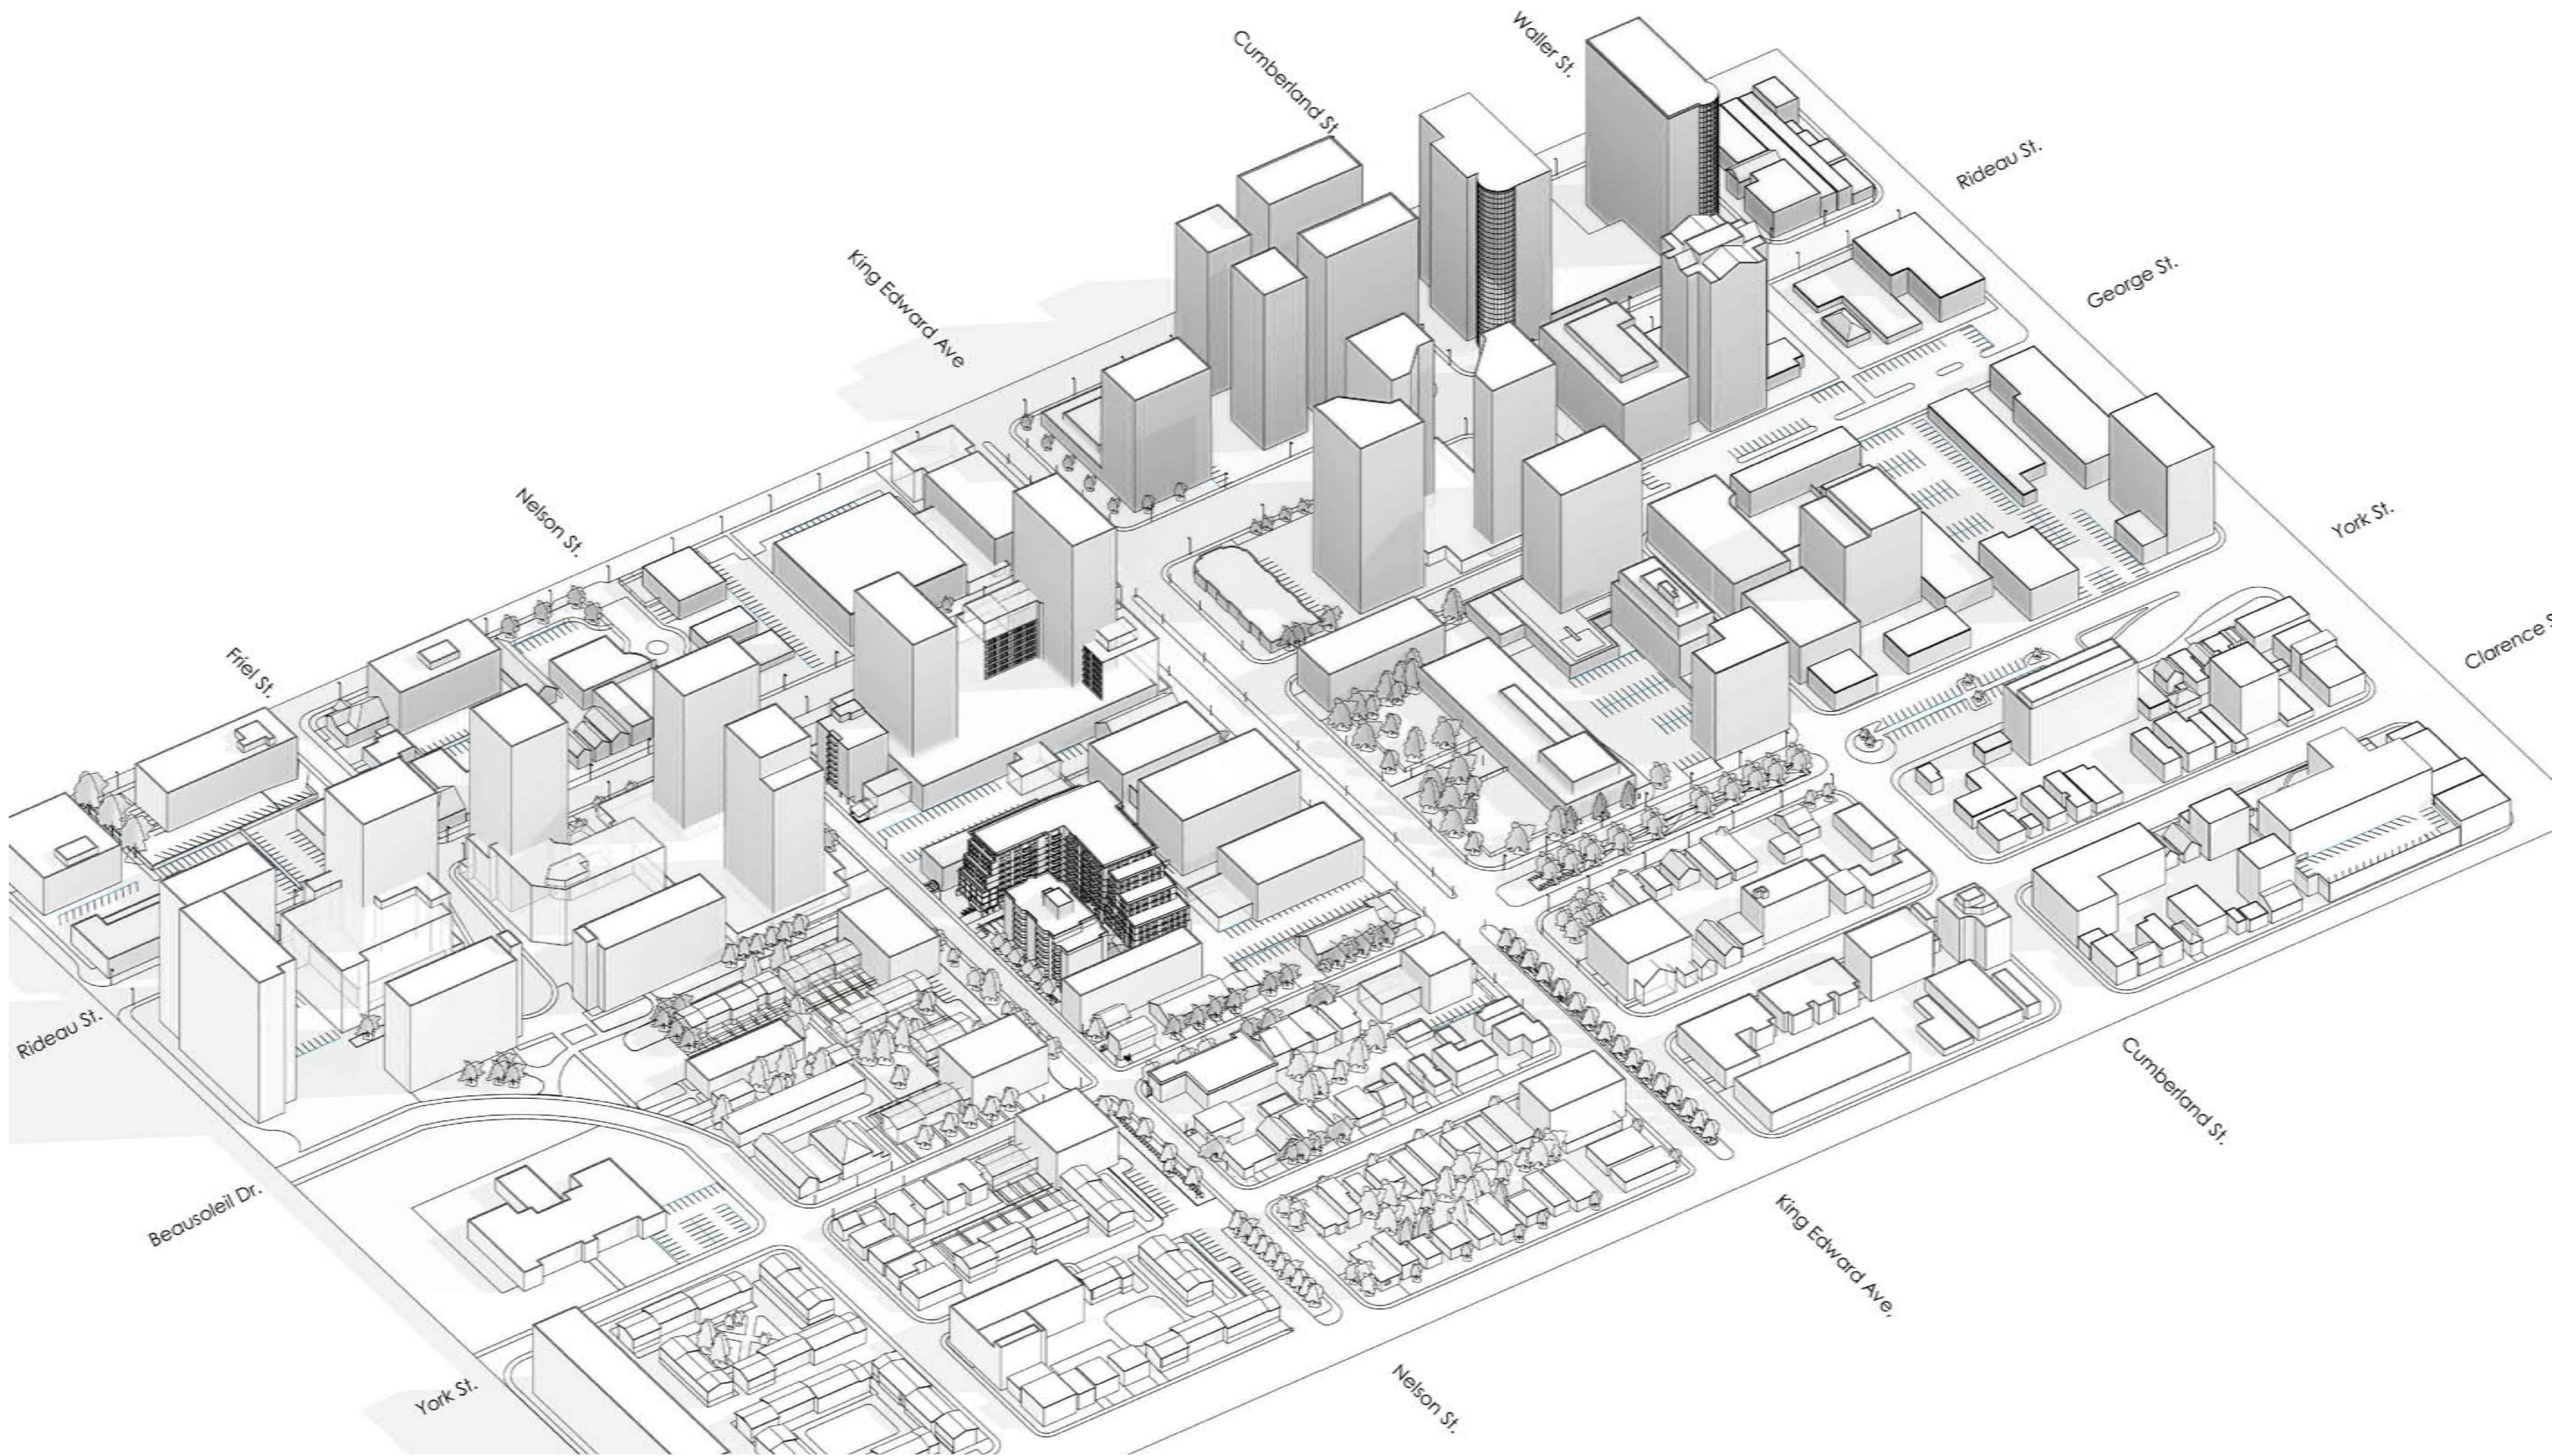 Waller St.
Cumberland St.
Rideau St.
King Edward Ave
George St.
Nelson St.
York St.
Friel St.
Clarence S
Rideau St.
Cumberland St.
Beausoleil Dr.
King Edward Ave,
York St.
Nelson St.